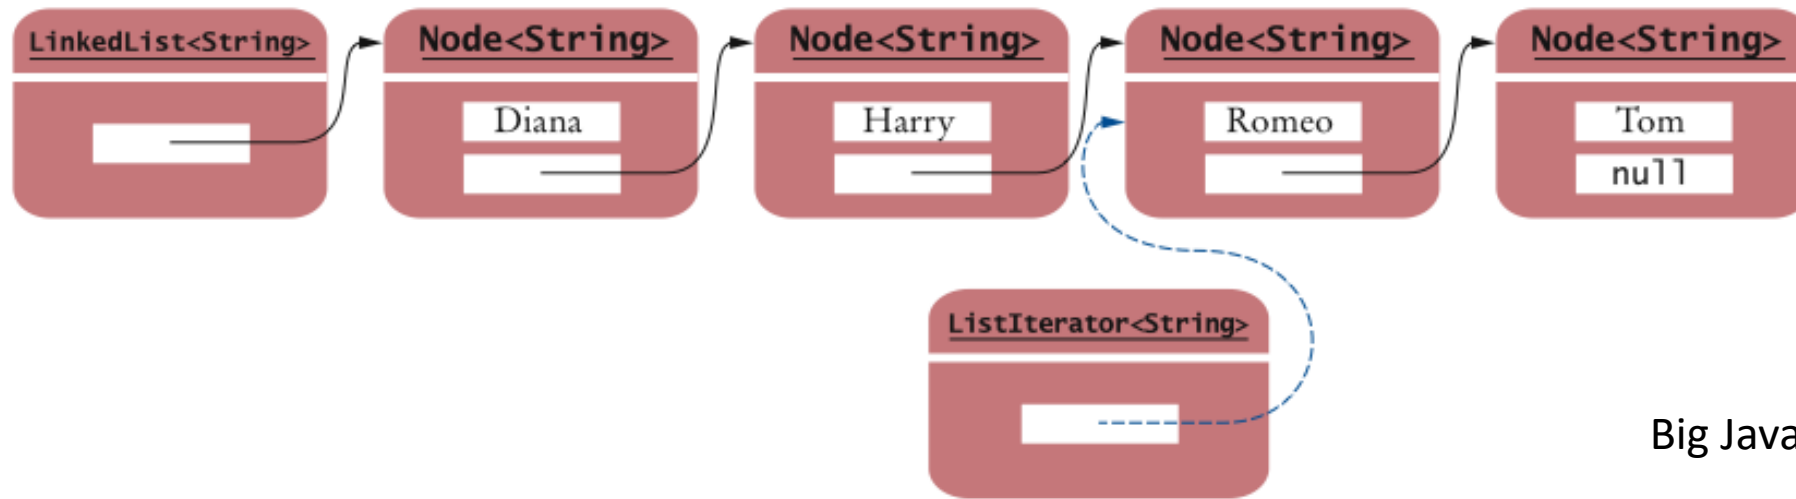 LinkedList<String>
Node<String>
Node<String>
Node<String>
Node<String>
Diana
Harry
Romeo
Tom
null
ListIterator<String>
Big Java